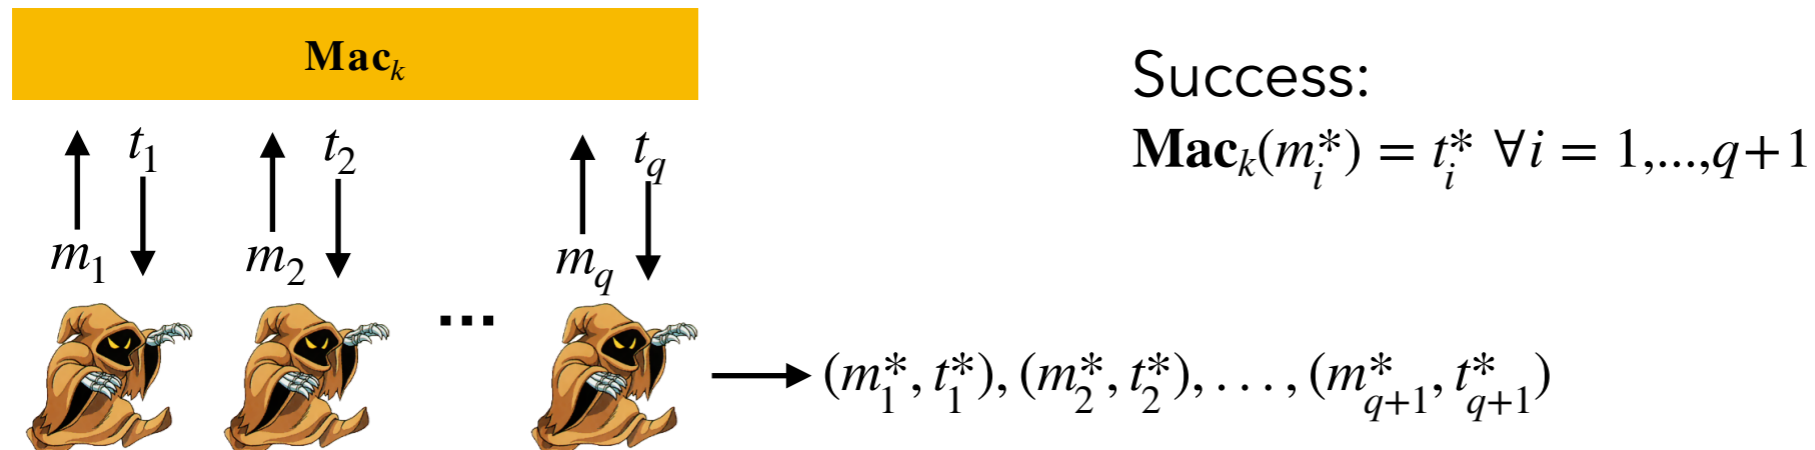 Mac_k
Success:
Mac_k(m_i^*) = t_i^* ∀i = 1,...,q+1
t_1 t_2 t_q
m_1 m_2 ... m_q
(m_1^*, t_1^*), (m_2^*, t_2^*), . . . , (m_{q+1}^*, t_{q+1}^*)